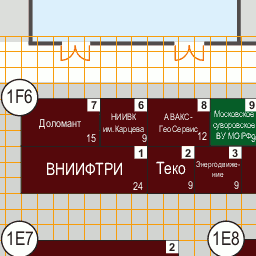 1F6
7
Доломант
15
6
НИИВК
им.Карцева
9
8
АВАКС-
ГеоСервис
12
9
Московское
суворовское
ВУ МО РФ
9
1
ВНИИФТРИ
24
2
Теко
9
3
Энергодвиже-
ние
9
1E7
2
1E8